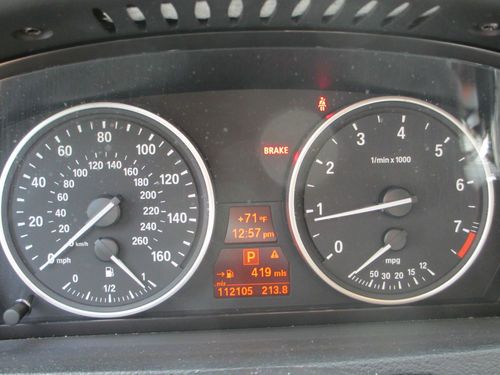 0 20 40 60 80 100 120 140 160
mph
20 40 60 80 100 120 140 160 180 200 220 240 260
km/h
0 1/2 1
BRAKE
+71 °F
12:57 pm
P
419 mls
mls
112105 213.8
0 1 2 3 4 5 6 7
1/min x 1000
mpg
50 30 20 15 12